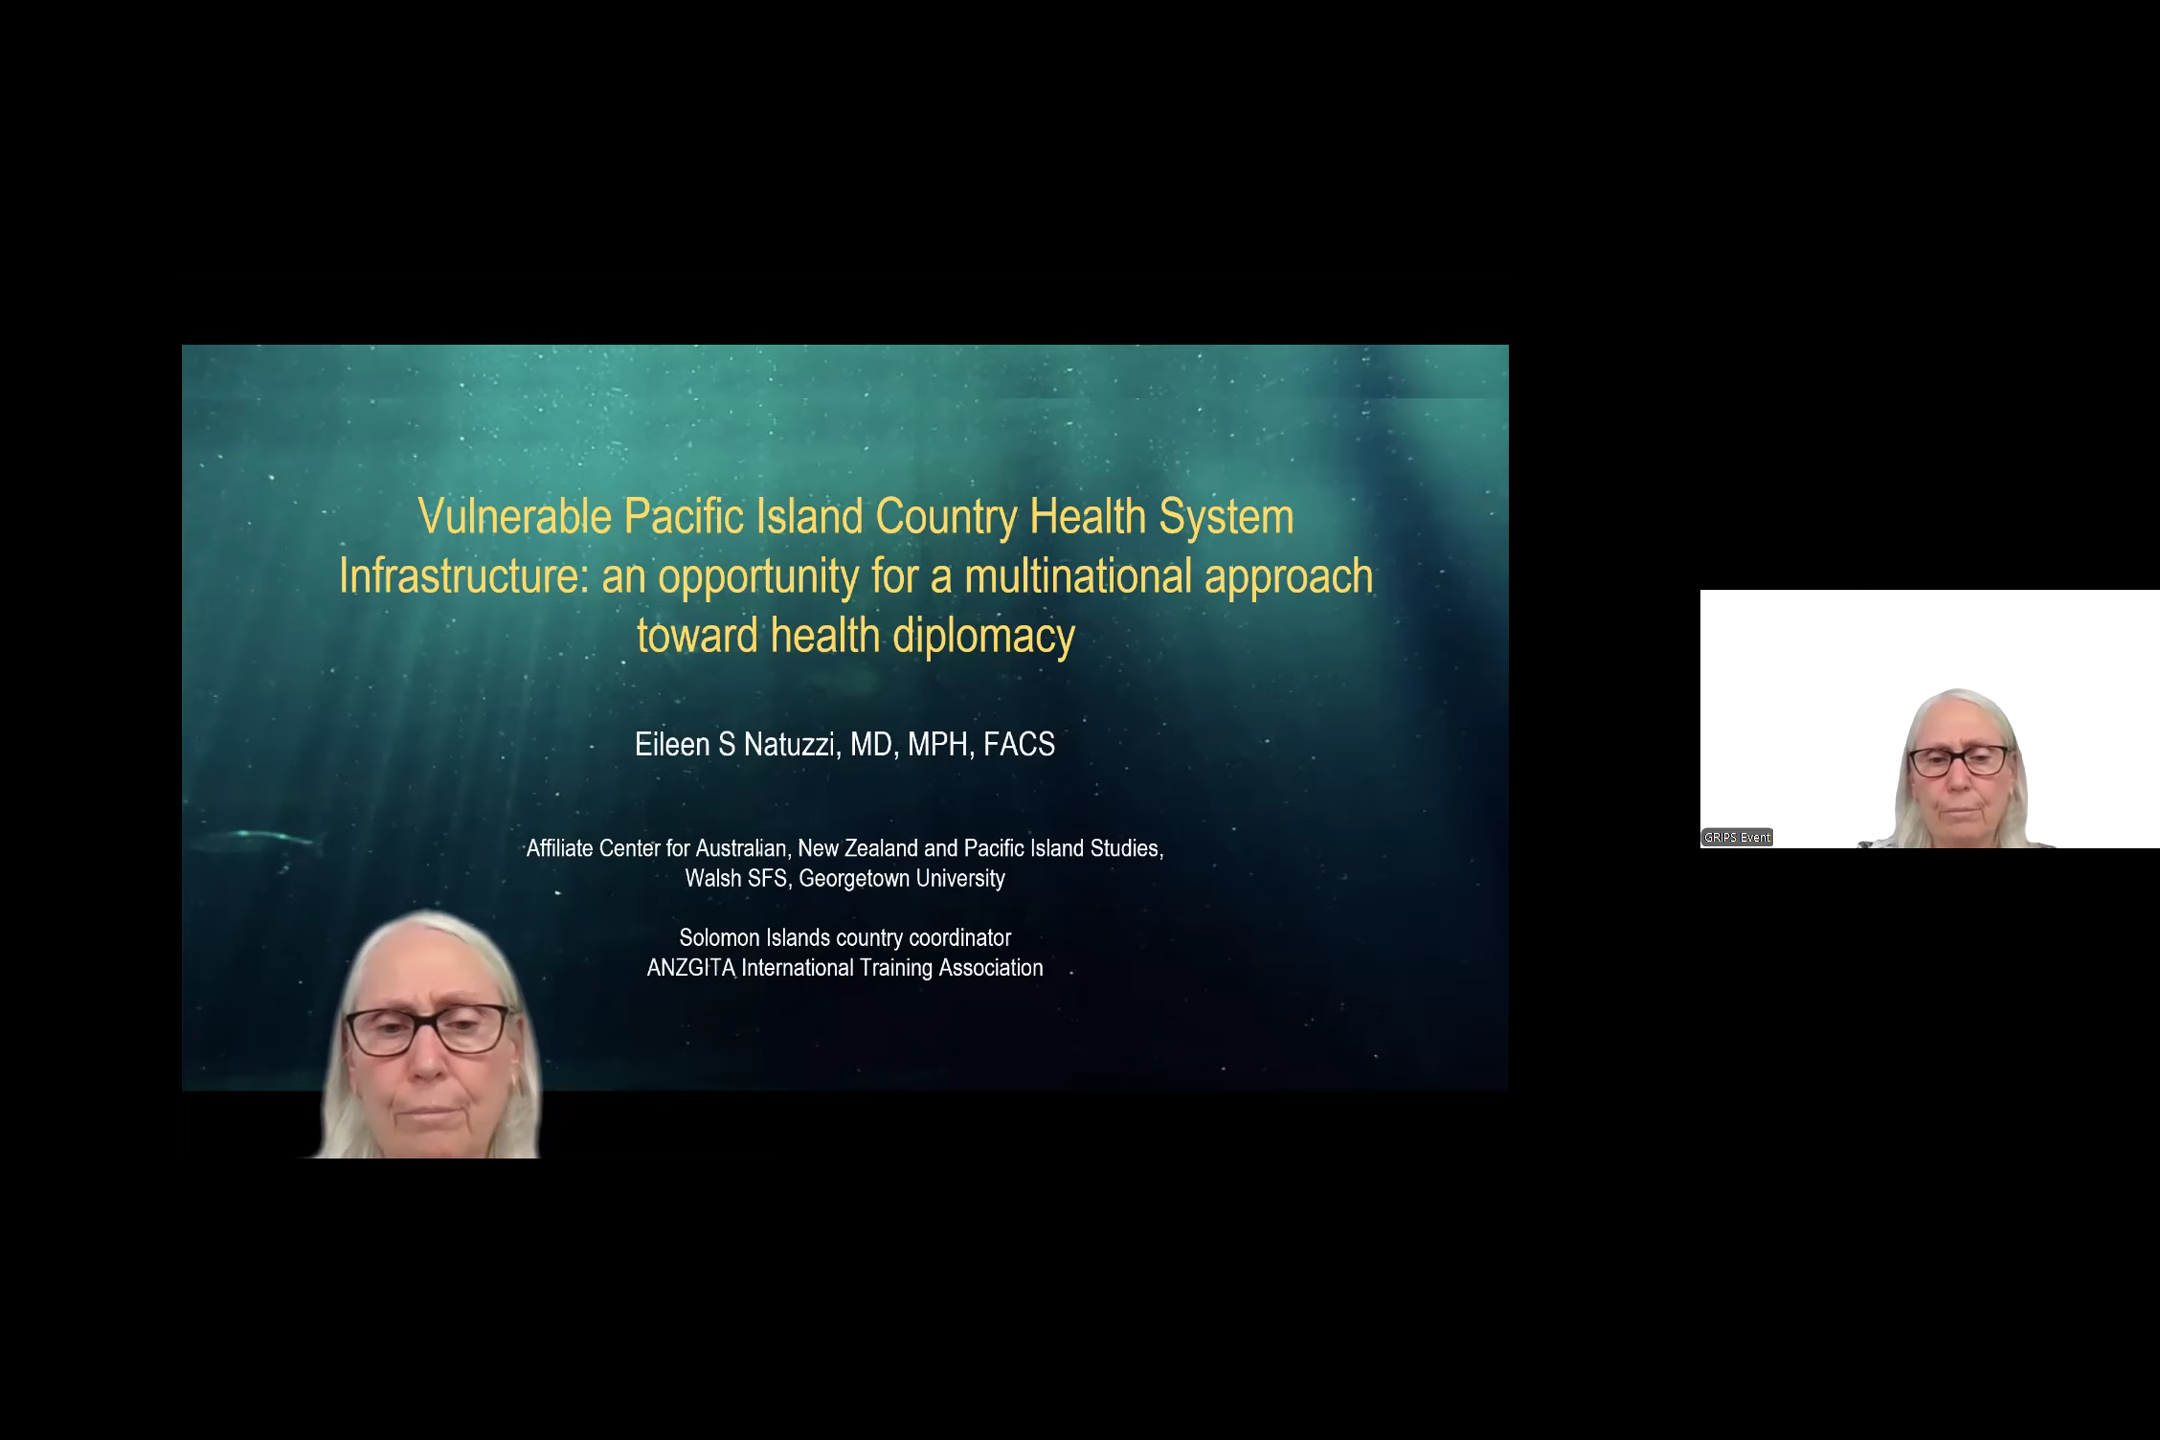 Vulnerable Pacific Island Country Health System
Infrastructure: an opportunity for a multinational approach
toward health diplomacy
Eileen S Natuzzi, MD, MPH, FACS
Affiliate Center for Australian, New Zealand and Pacific Island Studies,
Walsh SFS, Georgetown University
Solomon Islands country coordinator
ANZGITA International Training Association
GRIPS Event